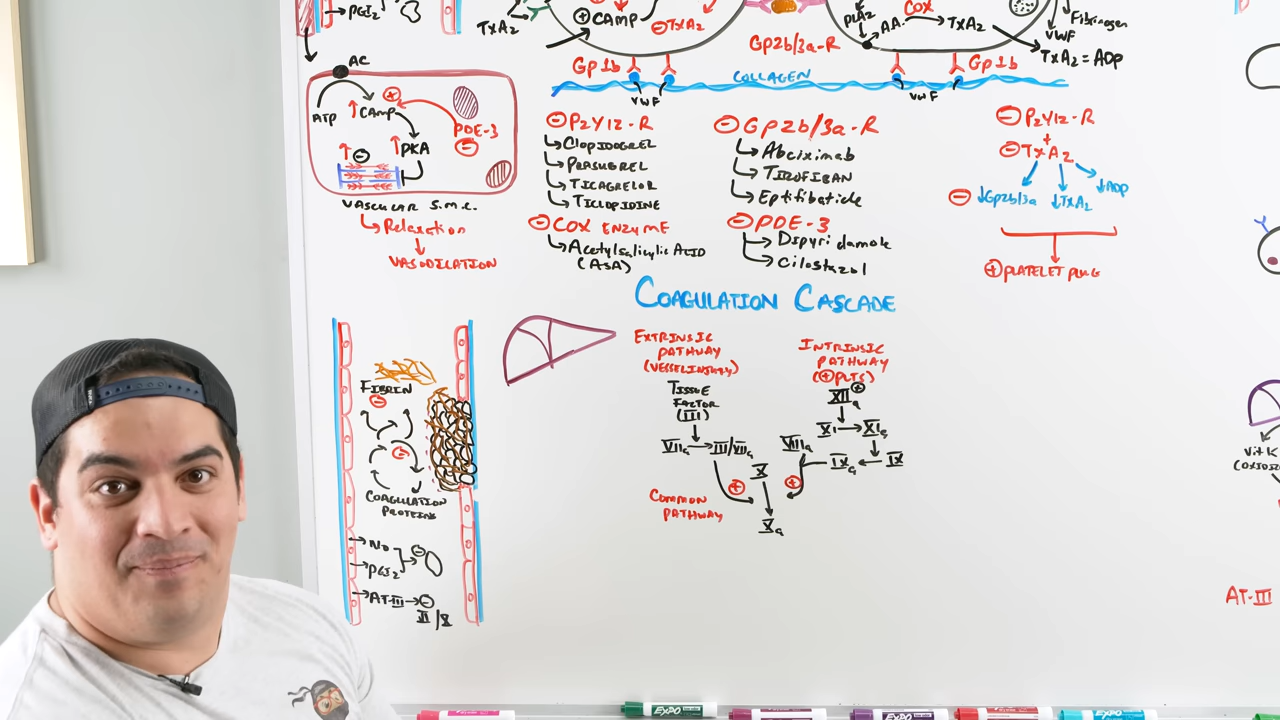 PGI₂
TxA₂
⊕ CAMP
⊖ TxA₂
PLA2
AA
COX
TxA₂
Fibrinogen
VWF
TxA₂ = ADP
Gp1b
Gp2b/3a-R
Gp1b
COLLAGEN
VWF
VWF
AC
ATP
↑ CAMP
⊕
PDE-3
⊖
↑ PKA
↑ ⊖
VASCULAR S.M.C.
Relaxation
VASODILATION
⊖ P2Y12-R
CLOPIDOGREL
PRASUGREL
TICAGRELOR
TICLOPIDINE
⊖ COX ENZYME
Acetylsalicylic ACID
(ASA)
⊖ GP2b/3a-R
Abciximab
TIROFIBAN
Eptifibatide
⊖ PDE-3
Dipyridamole
Cilostazol
⊖ P2Y12-R
+
⊖ TxA2
⊖ ↓Gp2b/3a ↓TxA2 ↓ADP
⊕ PLATELET PLUG
COAGULATION CASCADE
FIBRIN
⊖
⊖
COAGULATION
PROTEINS
NO
PGI₂
⊖
AT-III → ⊖
II/X
EXTRINSIC
PATHWAY
(VESSEL INJURY)
TISSUE
FACTOR
(III)
VIIa → III/VIIa
COMMON
PATHWAY
INTRINSIC
PATHWAY
(⊕ PLTS)
XIIa ⊕
XI → XIa
VIIIa IXa ← IX
X
⊕ ⊕
Xa
Vit K
AT-III
EXPO
EXPO